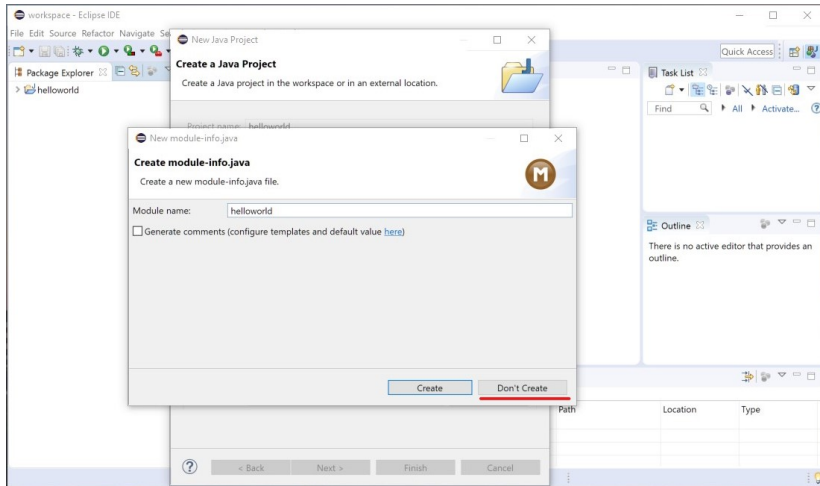 workspace - Eclipse IDE
File Edit Source Refactor Navigate Se
New Java Project
Quick Access
Package Explorer
Create a Java Project
Task List
Create a Java project in the workspace or in an external location.
helloworld
Find
All
Activate...
Project name: helloworld
New module-info.java
Create module-info.java
M
Create a new module-info.java file.
Module name: helloworld
Generate comments (configure templates and default value here)
Outline
There is no active editor that provides an
outline.
Create
Don't Create
Path
Location
Type
?
< Back
Next >
Finish
Cancel